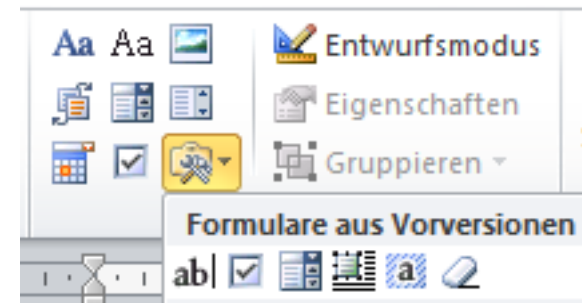 Aa Aa Entwurfsmodus
Eigenschaften
Gruppieren
Formulare aus Vorversionen
ab| a